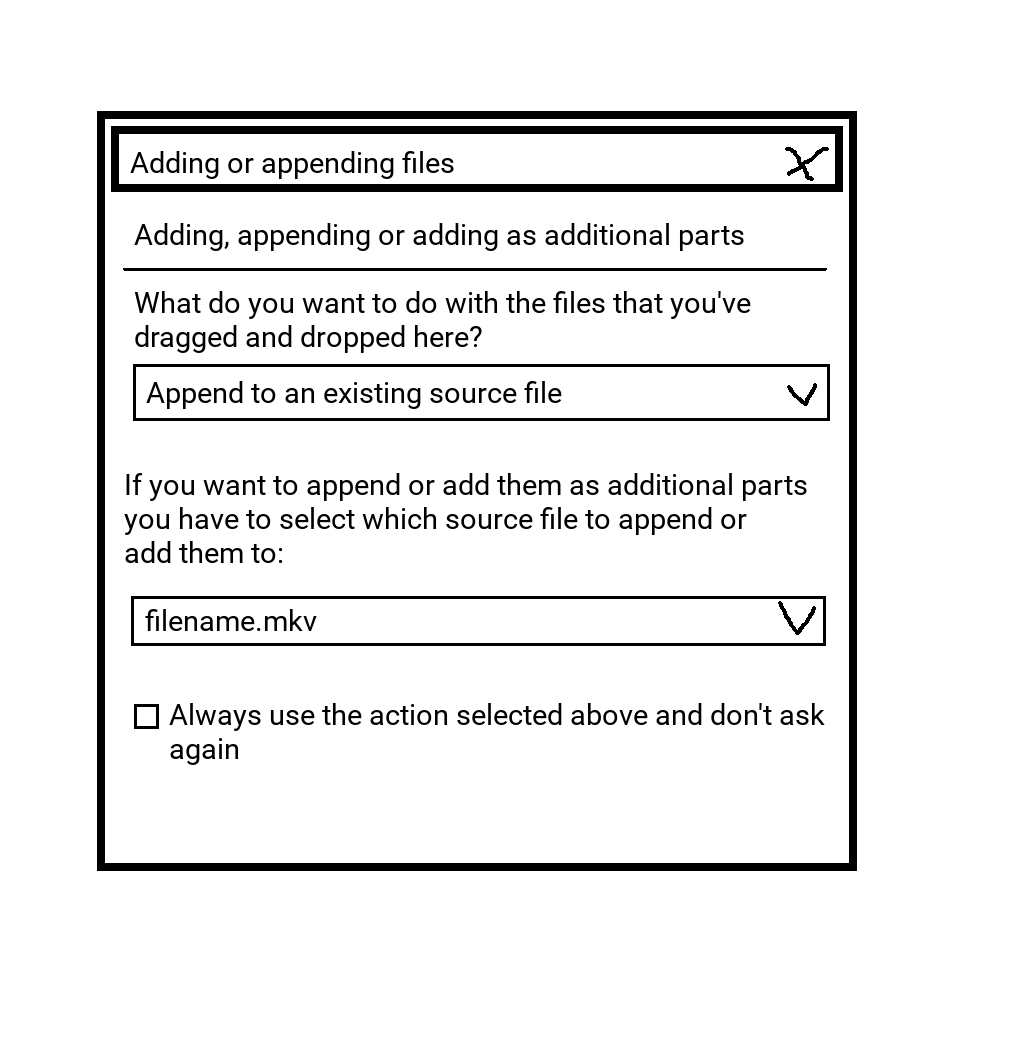 Adding or appending files
Adding, appending or adding as additional parts
What do you want to do with the files that you've
dragged and dropped here?
Append to an existing source file
If you want to append or add them as additional parts
you have to select which source file to append or
add them to:
filename.mkv
Always use the action selected above and don't ask
again